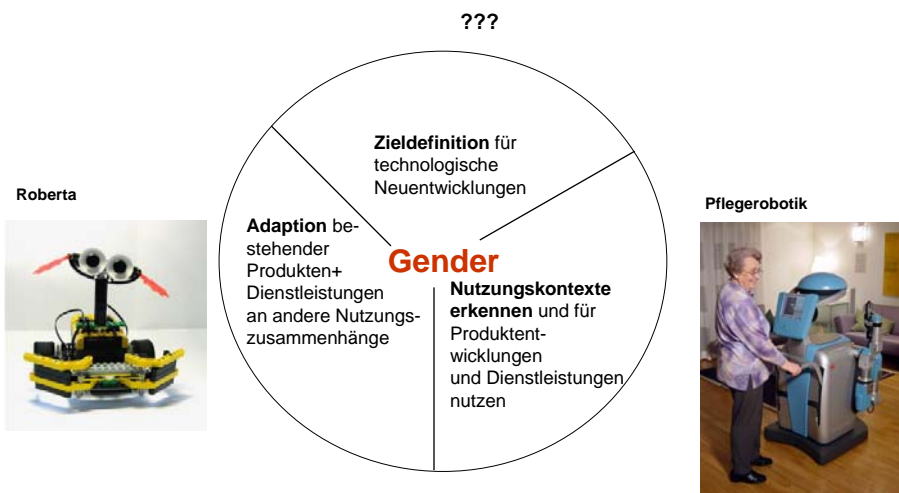 ???
Zieldefinition für
technologische
Neuentwicklungen
Roberta
Adaption be-
stehender
Produkten+
Dienstleistungen
an andere Nutzungs-
zusammenhänge
Gender
Nutzungskontexte
erkennen und für
Produktent-
wicklungen
und Dienstleistungen
nutzen
Pflegerobotik